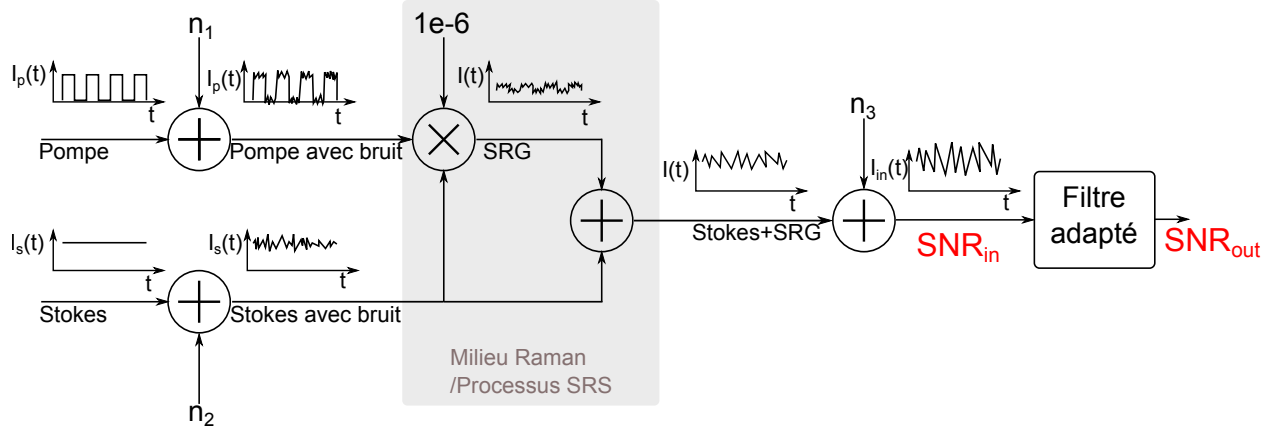 n1
1e-6
Ip(t)
t
Ip(t)
t
I(t)
t
Pompe
Pompe avec bruit
SRG
n3
I(t)
t
Iin(t)
t
Stokes+SRG
SNRin
Filtre
adapté
SNRout
Is(t)
t
Is(t)
t
Stokes
Stokes avec bruit
n2
Milieu Raman
/Processus SRS